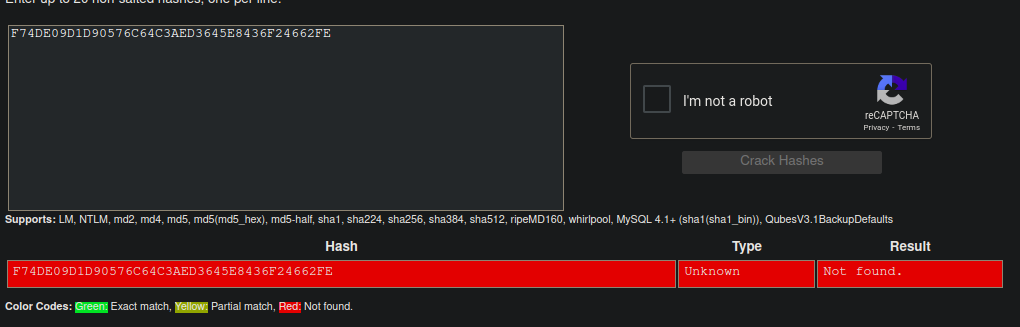 Enter up to 20 non-salted hashes, one per line:
F74DE09D1D90576C64C3AED3645E8436F24662FE
I'm not a robot
reCAPTCHA
Privacy - Terms
Crack Hashes
Supports: LM, NTLM, md2, md4, md5, md5(md5_hex), md5-half, sha1, sha224, sha256, sha384, sha512, ripeMD160, whirlpool, MySQL 4.1+ (sha1(sha1_bin)), QubesV3.1BackupDefaults
Hash Type Result
F74DE09D1D90576C64C3AED3645E8436F24662FE Unknown Not found.
Color Codes: Green: Exact match, Yellow: Partial match, Red: Not found.